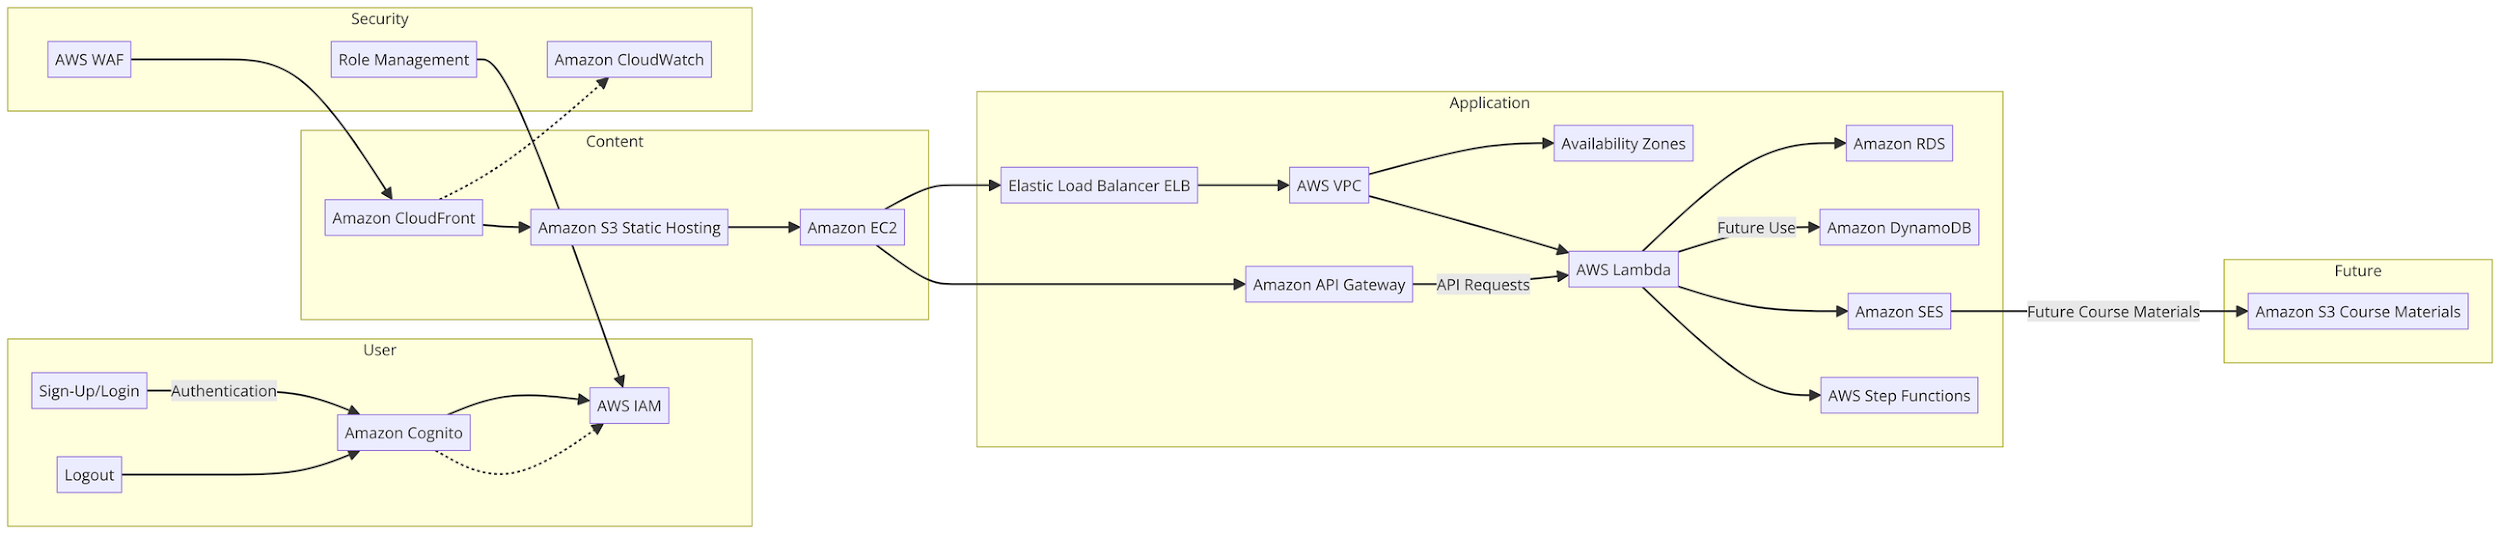 Security
AWS WAF
Role Management
Amazon CloudWatch
Content
Amazon CloudFront
Amazon S3 Static Hosting
Amazon EC2
User
Sign-Up/Login
Authentication
Amazon Cognito
AWS IAM
Logout
Application
Elastic Load Balancer ELB
AWS VPC
Availability Zones
Amazon RDS
Future Use
Amazon DynamoDB
AWS Lambda
Amazon API Gateway
API Requests
Amazon SES
AWS Step Functions
Future Course Materials
Future
Amazon S3 Course Materials